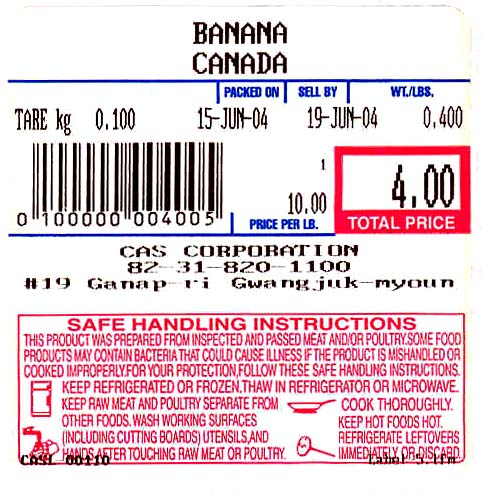 BANANA
CANADA
PACKED ON SELL BY WT./LBS.
TARE kg 0.100 15-JUN-04 19-JUN-04 0.400
1
10.00 4.00
0 100000 004005 PRICE PER LB. TOTAL PRICE
CAS CORPORATION
82-31-820-1100
#19 Ganap-ri Gwangjuk-myoun
SAFE HANDLING INSTRUCTIONS
THIS PRODUCT WAS PREPARED FROM INSPECTED AND PASSED MEAT AND/OR POULTRY.SOME FOOD
PRODUCTS MAY CONTAIN BACTERIA THAT COULD CAUSE ILLNESS IF THE PRODUCT IS MISHANDLED OR
COOKED IMPROPERLY.FOR YOUR PROTECTION,FOLLOW THESE SAFE HANDLING INSTRUCTIONS.
KEEP REFRIGERATED OR FROZEN.THAW IN REFRIGERATOR OR MICROWAVE.
KEEP RAW MEAT AND POULTRY SEPARATE FROM
OTHER FOODS. WASH WORKING SURFACES
(INCLUDING CUTTING BOARDS) UTENSILS,AND
HANDS AFTER TOUCHING RAW MEAT OR POULTRY.
COOK THOROUGHLY.
KEEP HOT FOODS HOT.
REFRIGERATE LEFTOVERS
IMMEDIATELY OR DISCARD.
CASL 00110 Label